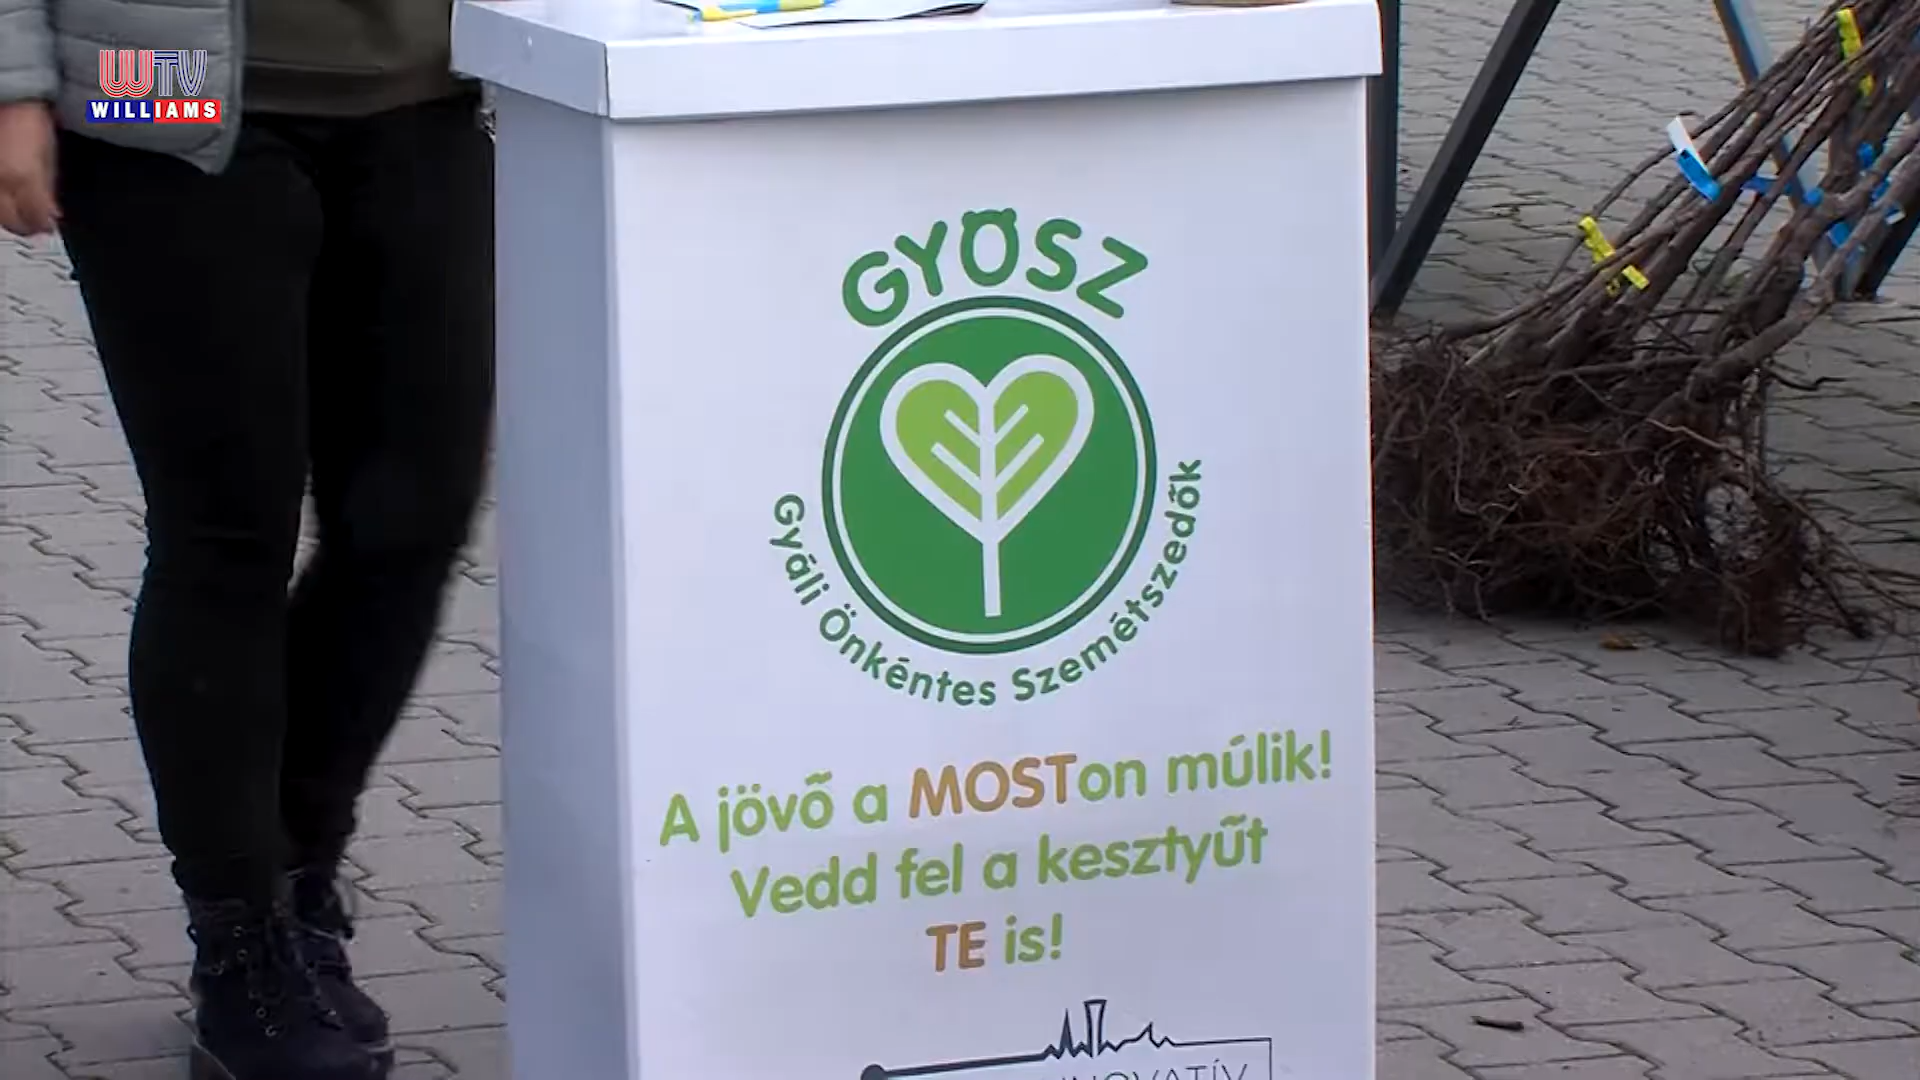 WTV
WILLIAMS
GYÖSZ
Gyáli Önkéntes Szemétszedők
A jövő a MOSTon múlik!
Vedd fel a kesztyűt
TE is!